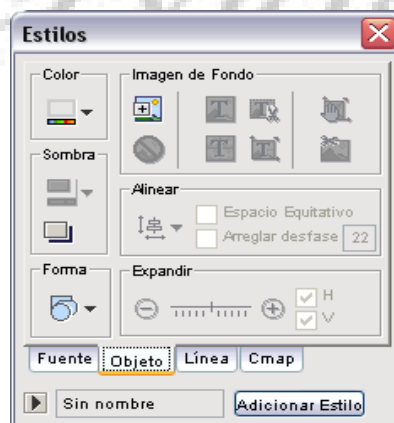 Estilos
Color
Imagen de Fondo
Sombra
Alinear
Espacio Equitativo
Arreglar desfase 22
Forma
Expandir
H
V
Fuente Objeto Línea Cmap
Sin nombre Adicionar Estilo